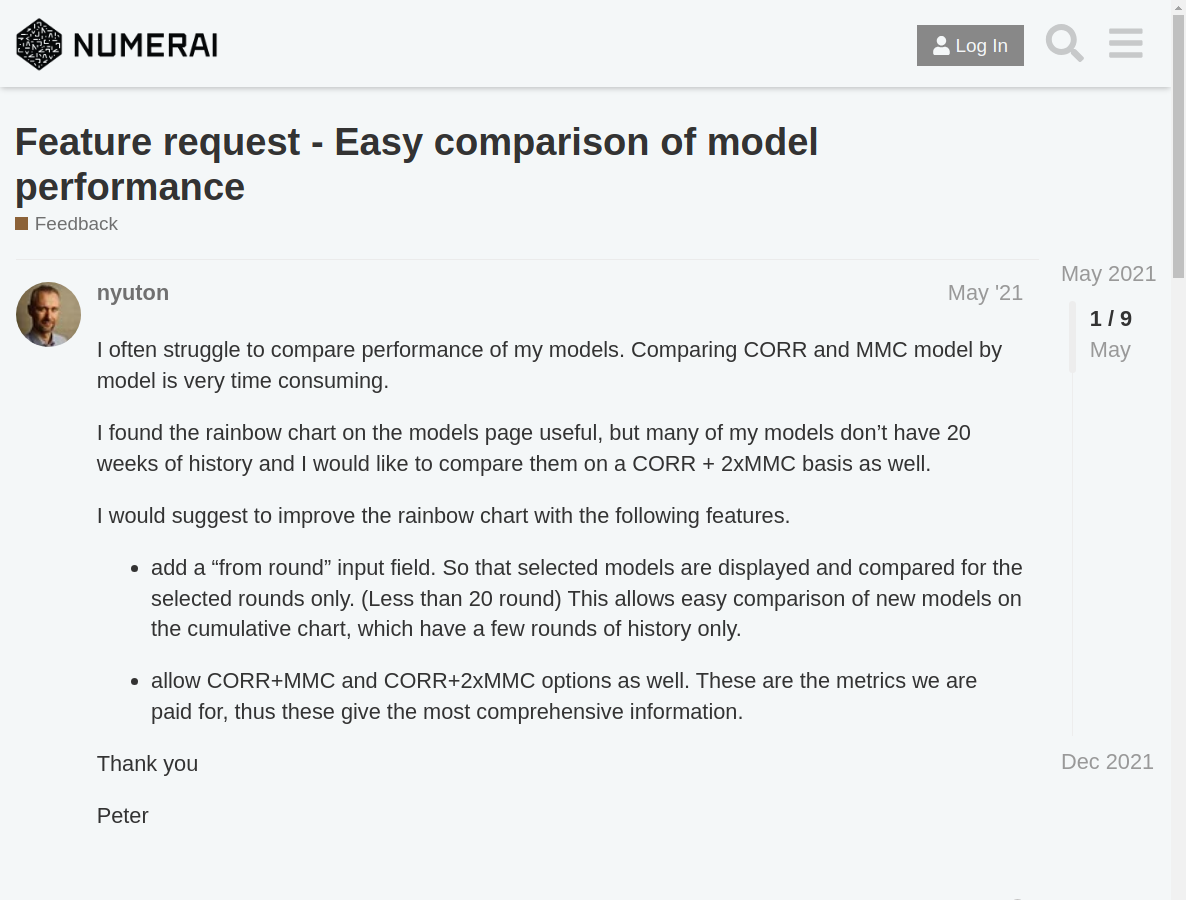 NUMERAI
Log In
Feature request - Easy comparison of model
performance
Feedback
nyuton
May '21
I often struggle to compare performance of my models. Comparing CORR and MMC model by
model is very time consuming.
I found the rainbow chart on the models page useful, but many of my models don’t have 20
weeks of history and I would like to compare them on a CORR + 2xMMC basis as well.
I would suggest to improve the rainbow chart with the following features.
add a “from round” input field. So that selected models are displayed and compared for the
selected rounds only. (Less than 20 round) This allows easy comparison of new models on
the cumulative chart, which have a few rounds of history only.
allow CORR+MMC and CORR+2xMMC options as well. These are the metrics we are
paid for, thus these give the most comprehensive information.
Thank you
Peter
May 2021
1 / 9
May
Dec 2021